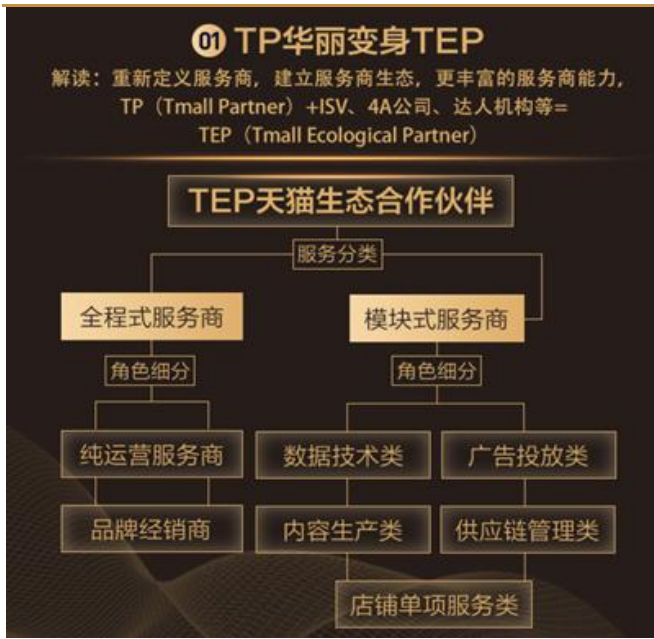 01 TP华丽变身TEP
解读：重新定义服务商，建立服务商生态，更丰富的服务商能力，
TP（Tmall Partner）+ISV、4A公司、达人机构等=
TEP（Tmall Ecological Partner）
TEP天猫生态合作伙伴
服务分类
全程式服务商
模块式服务商
角色细分
角色细分
纯运营服务商
数据技术类
广告投放类
品牌经销商
内容生产类
供应链管理类
店铺单项服务类